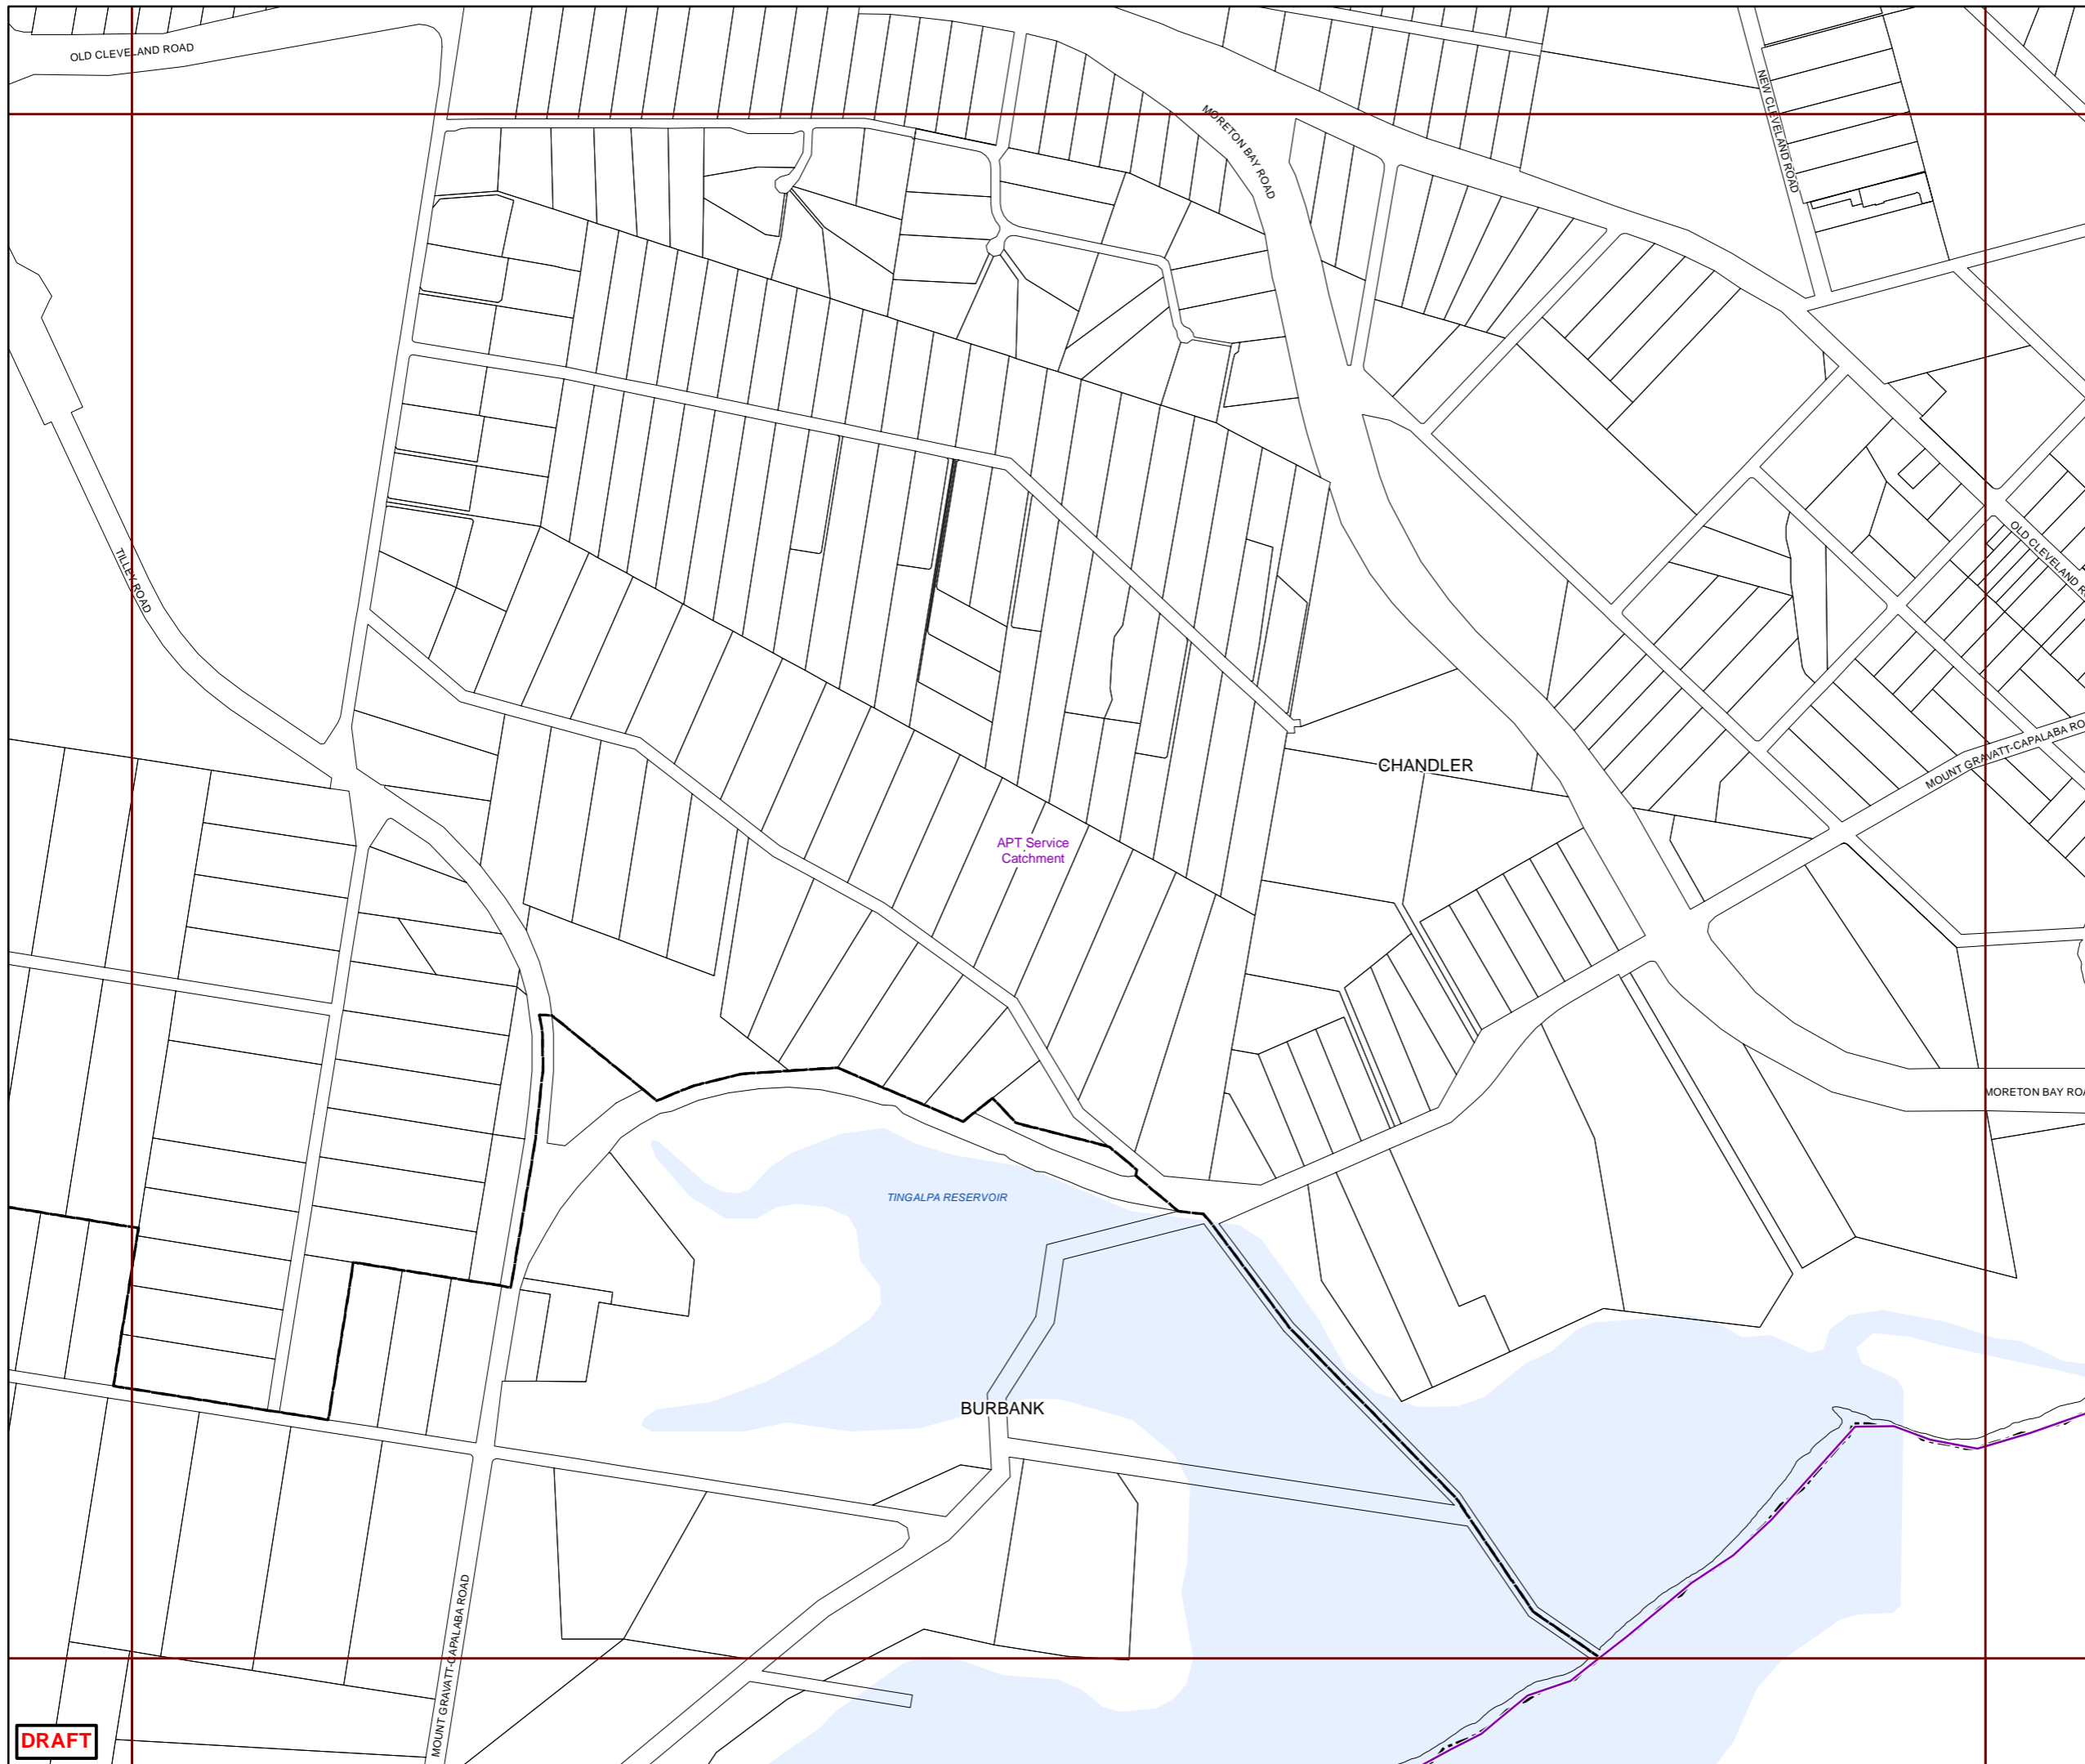 OLD CLEVELAND ROAD
NEW CLEVELAND ROAD
MORETON BAY ROAD
OLD CLEVELAND R
TILLEY ROAD
MOUNT GRAVATT-CAPALABA RO
CHANDLER
APT Service
Catchment
MORETON BAY ROA
TINGALPA RESERVOIR
BURBANK
MOUNT GRAVATT-CAPALABA ROAD
DRAFT